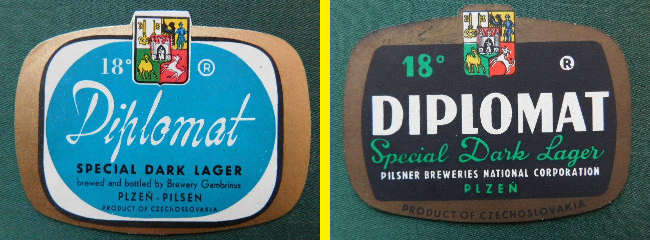 18° ®
Diplomat
SPECIAL DARK LAGER
brewed and bottled by Brewery Gambrinus
PLZEŇ - PILSEN
PRODUCT OF CZECHOSLOVAKIA
18° ®
DIPLOMAT
Special Dark Lager
PILSNER BREWERIES NATIONAL CORPORATION
PLZEŇ
PRODUCT OF CZECHOSLOVAKIA